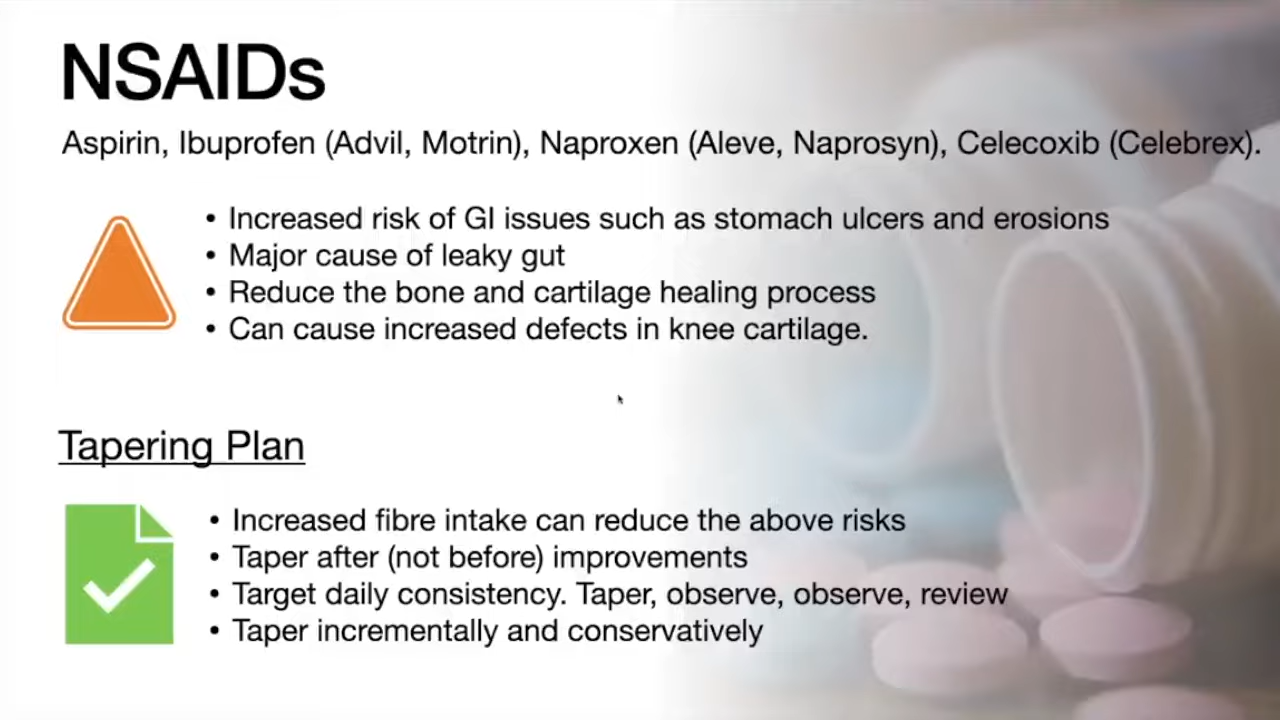 NSAIDs
Aspirin, Ibuprofen (Advil, Motrin), Naproxen (Aleve, Naprosyn), Celecoxib (Celebrex).
• Increased risk of GI issues such as stomach ulcers and erosions
• Major cause of leaky gut
• Reduce the bone and cartilage healing process
• Can cause increased defects in knee cartilage.
Tapering Plan
• Increased fibre intake can reduce the above risks
• Taper after (not before) improvements
• Target daily consistency. Taper, observe, observe, review
• Taper incrementally and conservatively